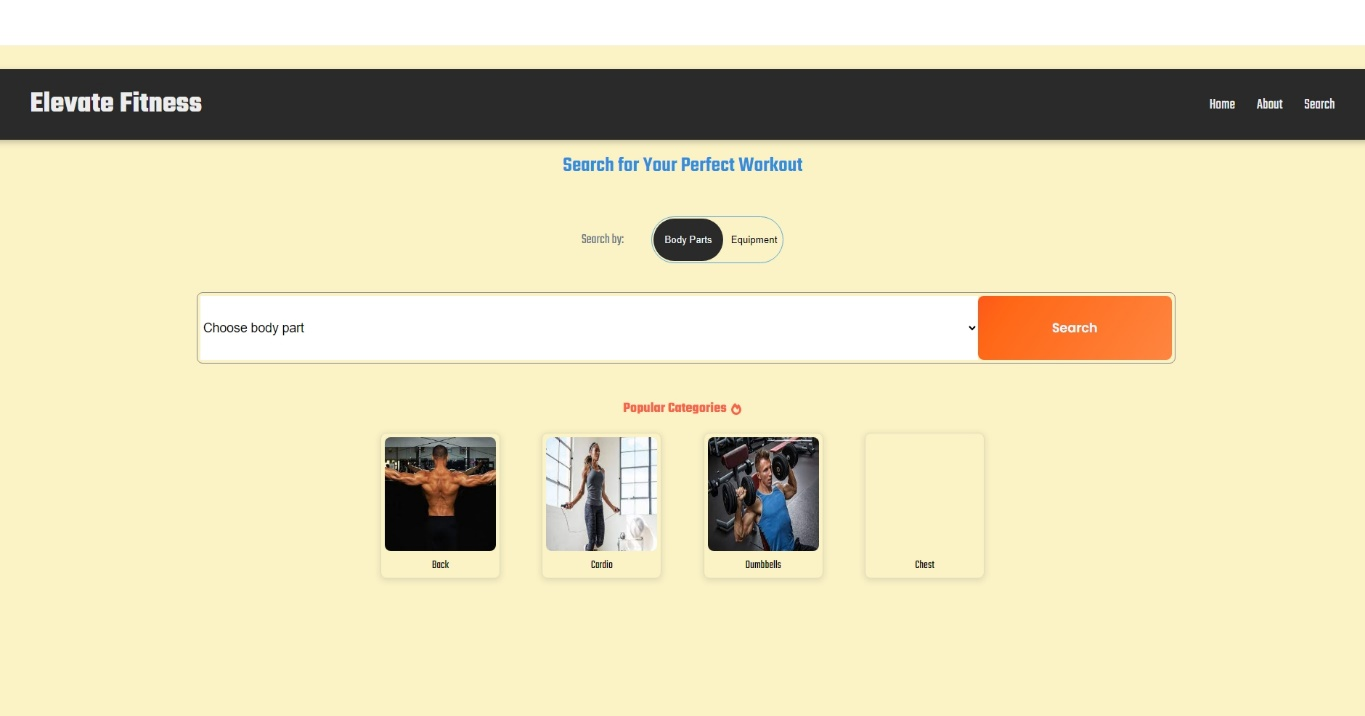 Elevate Fitness
Home About Search
Search for Your Perfect Workout
Search by: Body Parts Equipment
Choose body part Search
Popular Categories
Back Cardio Dumbbells Chest